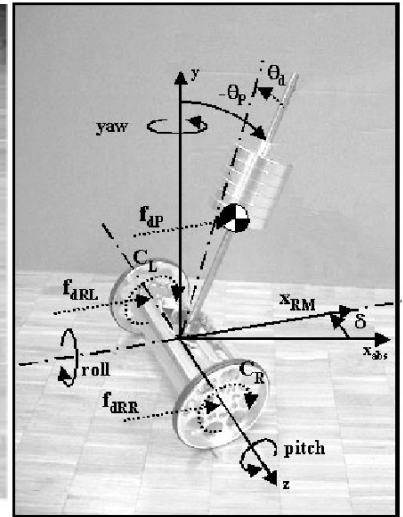 y
θd
-θP
yaw
fdP
CL
fdRL
xRM
δ
xabs
roll
CR
fdRR
pitch
z